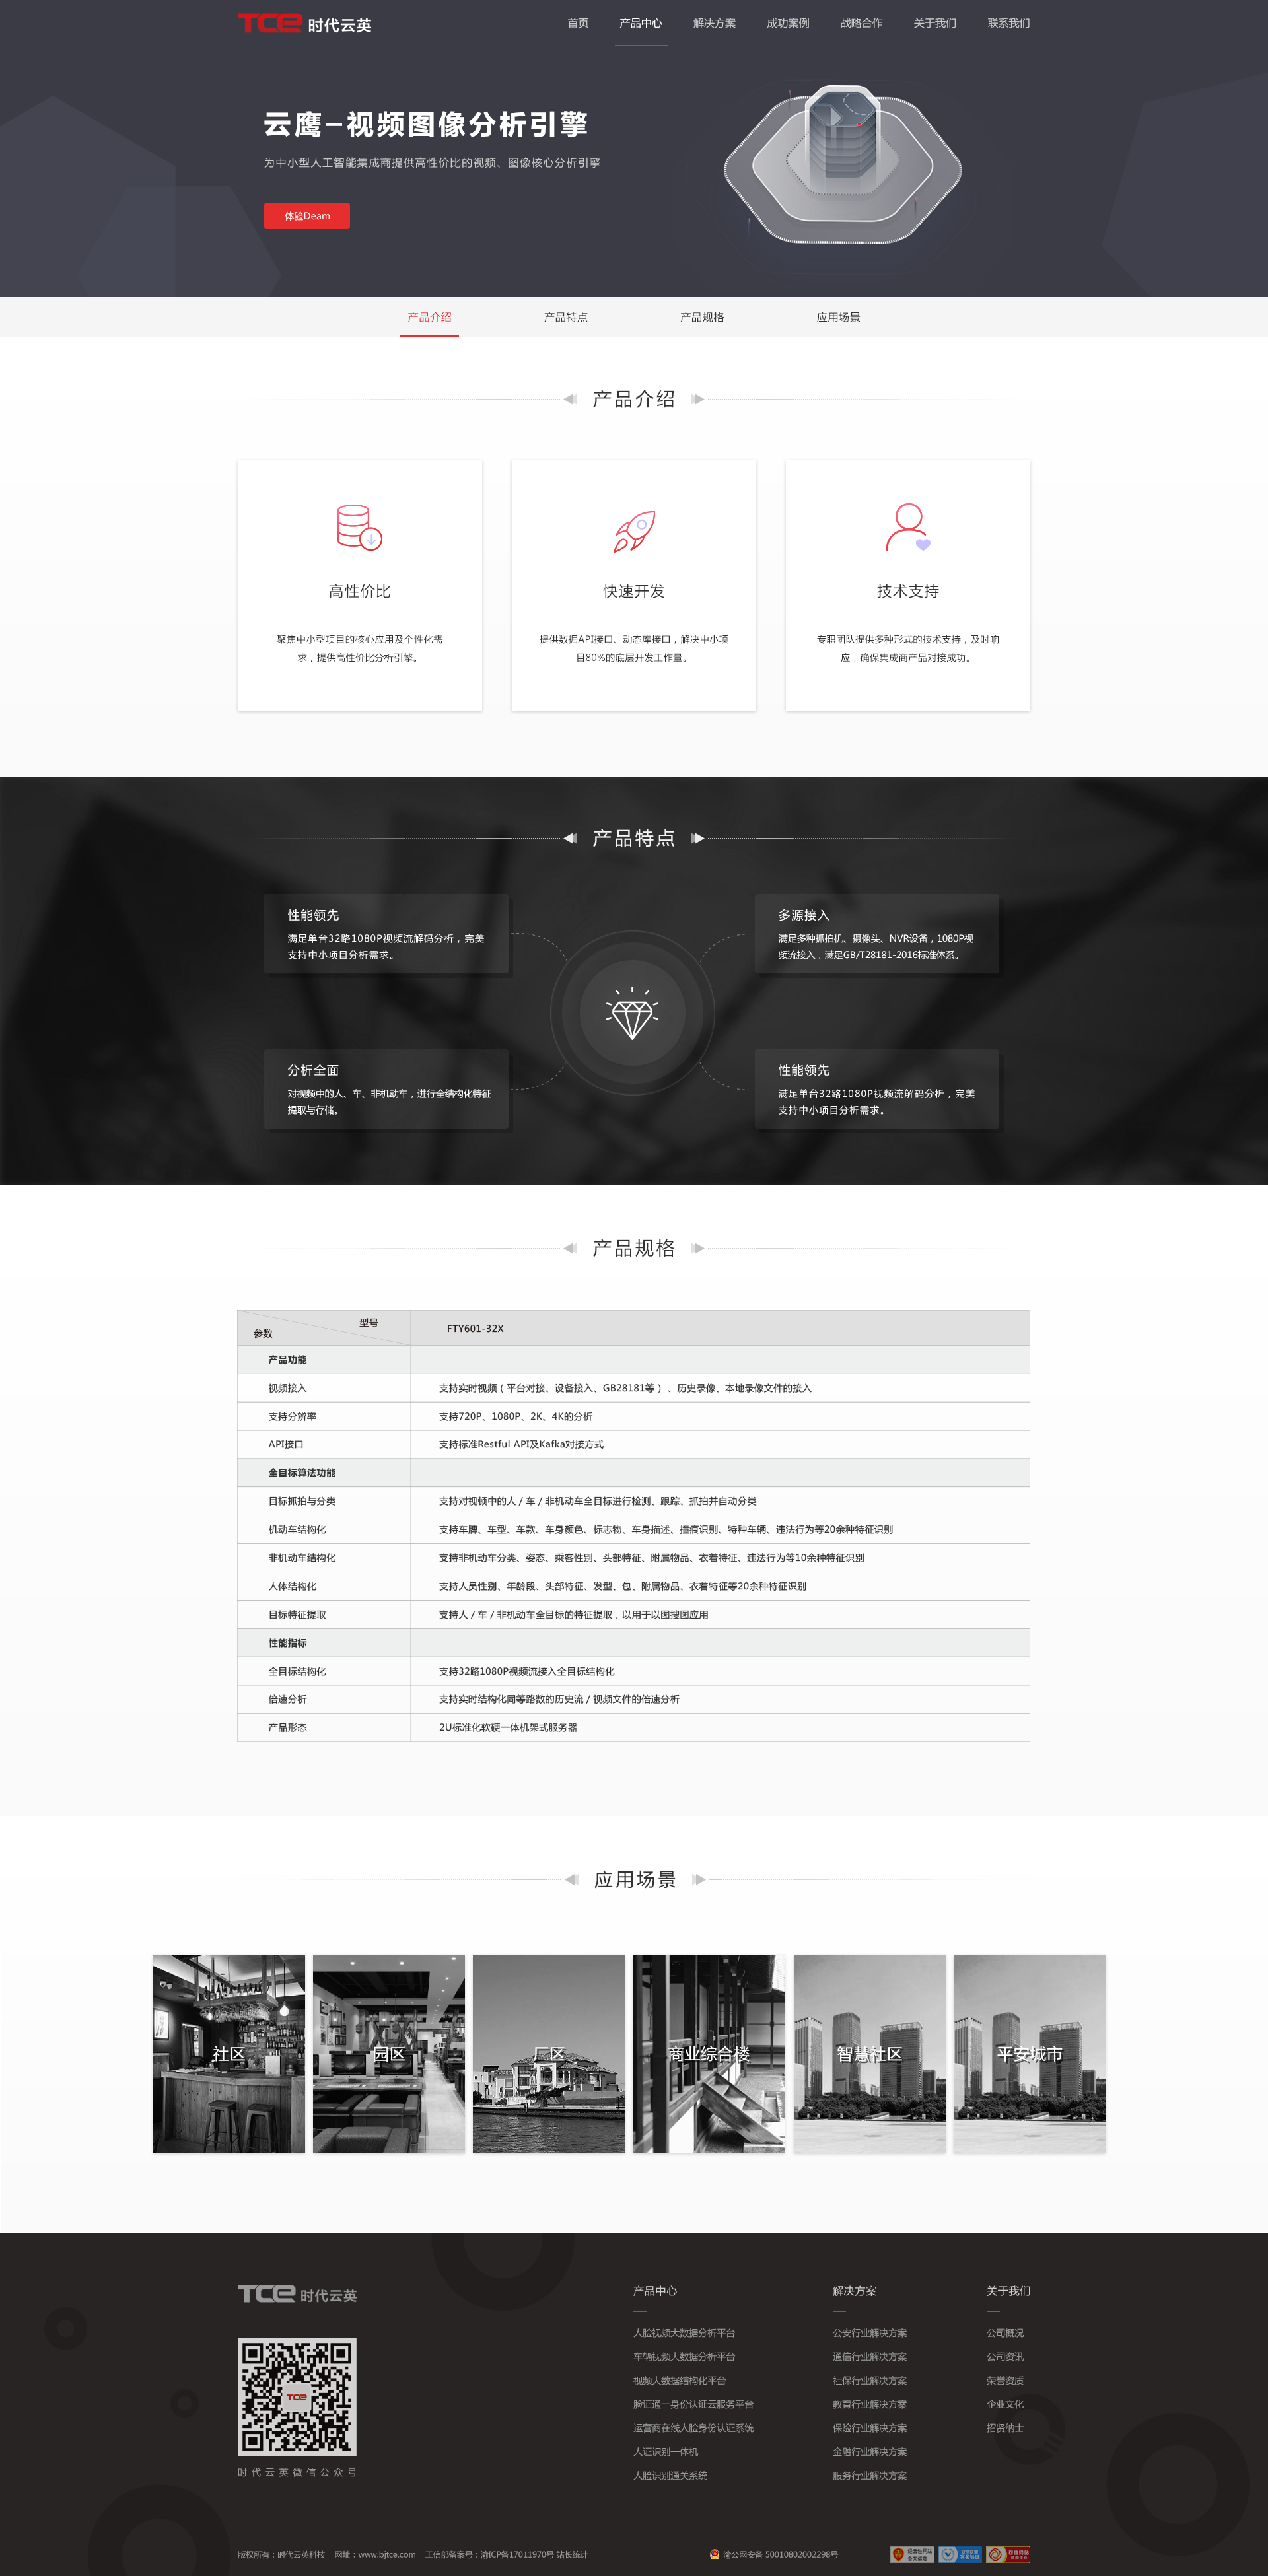 TCE 时代云英
首页 产品中心 解决方案 成功案例 战略合作 关于我们 联系我们
云鹰-视频图像分析引擎
为中小型人工智能集成商提供高性价比的视频、图像核心分析引擎
体验Deam
产品介绍 产品特点 产品规格 应用场景
产品介绍
高性价比
聚焦中小型项目的核心应用及个性化需
求，提供高性价比分析引擎。
快速开发
提供数据API接口、动态库接口，解决中小项
目80%的底层开发工作量。
技术支持
专职团队提供多种形式的技术支持，及时响
应，确保集成商产品对接成功。
产品特点
性能领先
满足单台32路1080P视频流解码分析，完美
支持中小项目分析需求。
多源接入
满足多种抓拍机、摄像头、NVR设备，1080P视
频流接入，满足GB/T28181-2016标准体系。
分析全面
对视频中的人、车、非机动车，进行全结构化特征
提取与存储。
性能领先
满足单台32路1080P视频流解码分析，完美
支持中小项目分析需求。
产品规格
型号
参数
FTY601-32X
产品功能
视频接入 支持实时视频（平台对接、设备接入、GB28181等）、历史录像、本地录像文件的接入
支持分辨率 支持720P、1080P、2K、4K的分析
API接口 支持标准Restful API及Kafka对接方式
全目标算法功能
目标抓拍与分类 支持对视顿中的人 / 车 / 非机动车全目标进行检测、跟踪、抓拍并自动分类
机动车结构化 支持车牌、车型、车款、车身颜色、标志物、车身描述、撞痕识别、特种车辆、违法行为等20余种特征识别
非机动车结构化 支持非机动车分类、姿态、乘客性别、头部特征、附属物品、衣着特征、违法行为等10余种特征识别
人体结构化 支持人员性别、年龄段、头部特征、发型、包、附属物品、衣着特征等20余种特征识别
目标特征提取 支持人 / 车 / 非机动车全目标的特征提取，以用于以图搜图应用
性能指标
全目标结构化 支持32路1080P视频流接入全目标结构化
倍速分析 支持实时结构化同等路数的历史流 / 视频文件的倍速分析
产品形态 2U标准化软硬一体机架式服务器
应用场景
社区 园区 厂区 商业综合楼 智慧社区 平安城市
TCE 时代云英
TCE
时代云英微信公众号
产品中心
人脸视频大数据分析平台
车辆视频大数据分析平台
视频大数据结构化平台
脸证通一身份认证云服务平台
运营商在线人脸身份认证系统
人证识别一体机
人脸识别通关系统
解决方案
公安行业解决方案
通信行业解决方案
社保行业解决方案
教育行业解决方案
保险行业解决方案
金融行业解决方案
服务行业解决方案
关于我们
公司概况
公司资讯
荣誉资质
企业文化
招贤纳士
版权所有：时代云英科技 网址：www.bjtce.com 工信部备案号：渝ICP备17011970号 站长统计
渝公网安备 50010802002298号